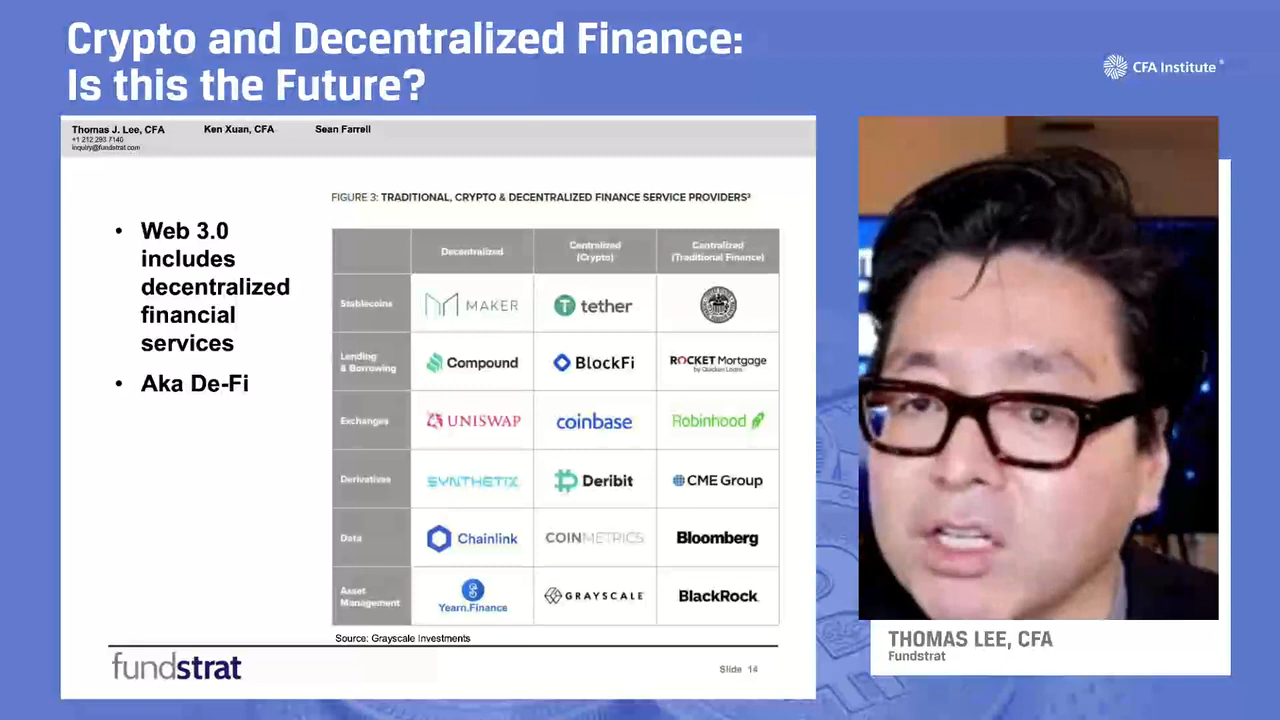 Crypto and Decentralized Finance:
Is this the Future?
CFA Institute
Thomas J. Lee, CFA Ken Xuan, CFA Sean Farrell
+1 212 293 7140
inquiry@fundstrat.com
• Web 3.0
includes
decentralized
financial
services
• Aka De-Fi
FIGURE 3: TRADITIONAL, CRYPTO & DECENTRALIZED FINANCE SERVICE PROVIDERS³
Decentralized
Centralized
(Crypto)
Centralized
(Traditional Finance)
Stablecoins
MAKER
tether
Lending
& Borrowing
Compound
BlockFi
ROCKET Mortgage
by Quicken Loans
Exchanges
UNISWAP
coinbase
Robinhood
Derivatives
SYNTHETIX
Deribit
CME Group
Data
Chainlink
COINMETRICS
Bloomberg
Asset
Management
Yearn.Finance
GRAYSCALE
BlackRock
Source: Grayscale Investments
fundstrat
Slide 14
THOMAS LEE, CFA
Fundstrat